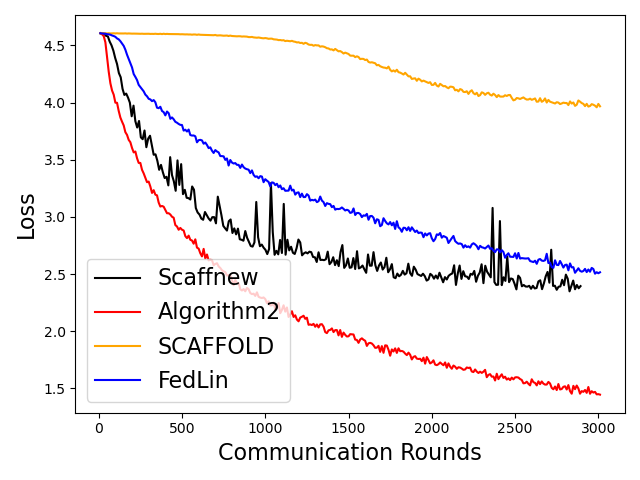 4.5
4.0
3.5
3.0
2.5
2.0
1.5
Loss
Scaffnew
Algorithm2
SCAFFOLD
FedLin
0 500 1000 1500 2000 2500 3000
Communication Rounds